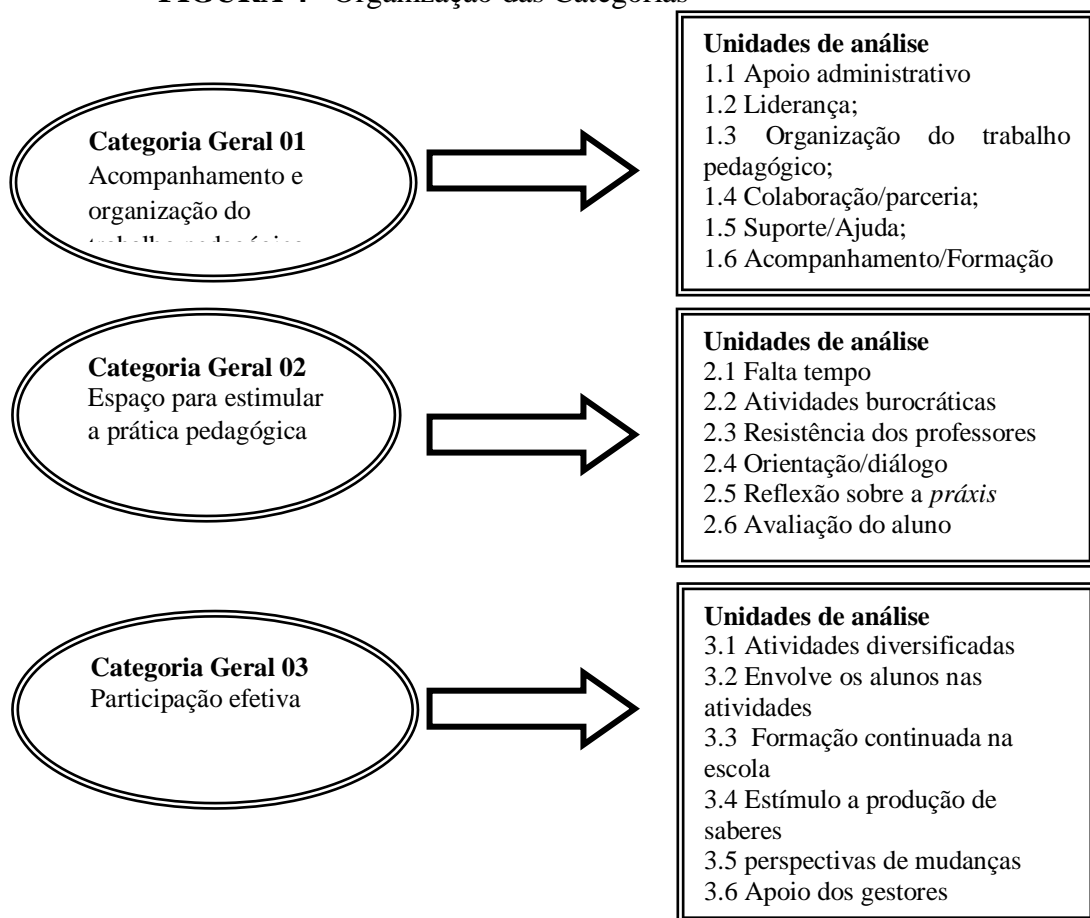 FIGURA 4 Organização das Categorias
Categoria Geral 01
Acompanhamento e
organização do
trabalho pedagógico
Unidades de análise
1.1 Apoio administrativo
1.2 Liderança;
1.3 Organização do trabalho
pedagógico;
1.4 Colaboração/parceria;
1.5 Suporte/Ajuda;
1.6 Acompanhamento/Formação
Categoria Geral 02
Espaço para estimular
a prática pedagógica
Unidades de análise
2.1 Falta tempo
2.2 Atividades burocráticas
2.3 Resistência dos professores
2.4 Orientação/diálogo
2.5 Reflexão sobre a práxis
2.6 Avaliação do aluno
Categoria Geral 03
Participação efetiva
Unidades de análise
3.1 Atividades diversificadas
3.2 Envolve os alunos nas
atividades
3.3 Formação continuada na
escola
3.4 Estímulo a produção de
saberes
3.5 perspectivas de mudanças
3.6 Apoio dos gestores